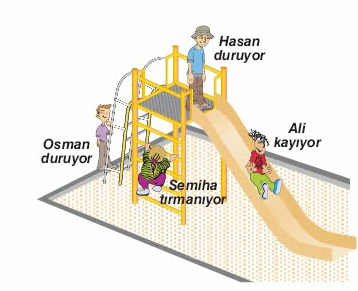 Hasan
duruyor
Ali
kayıyor
Osman
duruyor
Semiha
tırmanıyor